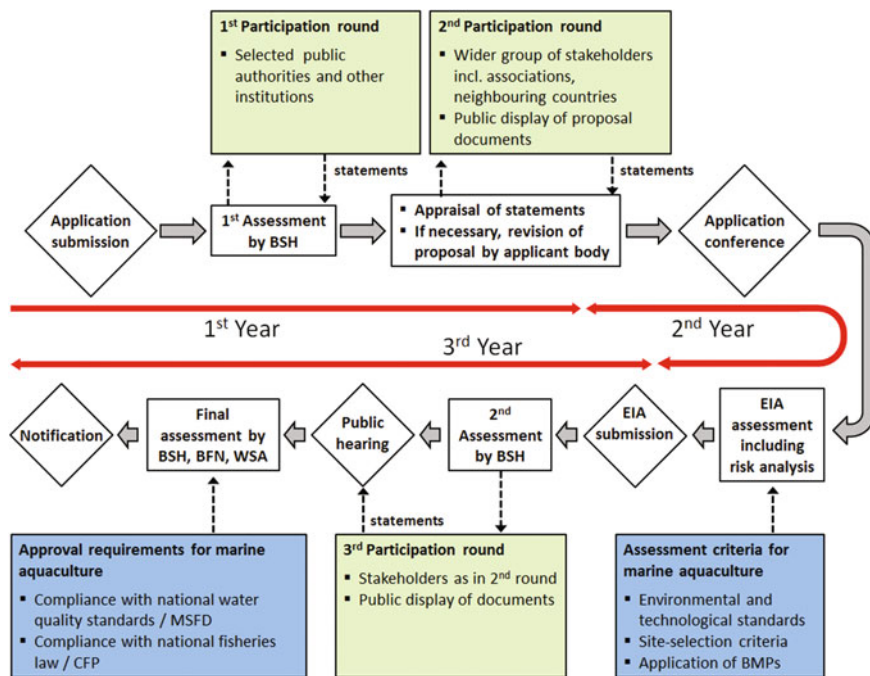 1st Participation round
▪ Selected public
authorities and other
institutions
2nd Participation round
▪ Wider group of stakeholders
incl. associations,
neighbouring countries
▪ Public display of proposal
documents
statements
statements
Application
submission
1st Assessment
by BSH
▪ Appraisal of statements
▪ If necessary, revision of
proposal by applicant body
Application
conference
1st Year
2nd Year
3rd Year
Notification
Final
assessment by
BSH, BFN, WSA
Public
hearing
2nd
Assessment
by BSH
EIA
submission
EIA
assessment
including
risk analysis
statements
Approval requirements for marine
aquaculture
▪ Compliance with national water
quality standards / MSFD
▪ Compliance with national fisheries
law / CFP
3rd Participation round
▪ Stakeholders as in 2nd round
▪ Public display of documents
Assessment criteria for
marine aquaculture
▪ Environmental and
technological standards
▪ Site-selection criteria
▪ Application of BMPs